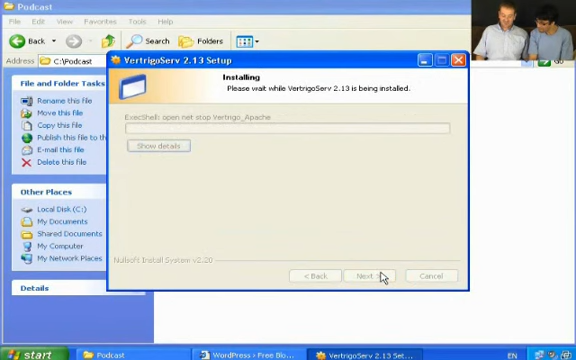 Podcast
File Edit View Favorites Tools Help
Back Search Folders
Address C:\Podcast Go
File and Folder Tasks
Rename this file
Move this file
Copy this file
Publish this file to the
E-mail this file
Delete this file
Other Places
Local Disk (C:)
My Documents
Shared Documents
My Computer
My Network Places
Details
VertrigoServ 2.13 Setup
Installing
Please wait while VertrigoServ 2.13 is being installed.
ExecShell: open net stop Vertrigo_Apache
Show details
Nullsoft Install System v2.20
< Back Next > Cancel
start Podcast WordPress › Free Blo... VertrigoServ 2.13 Set... EN